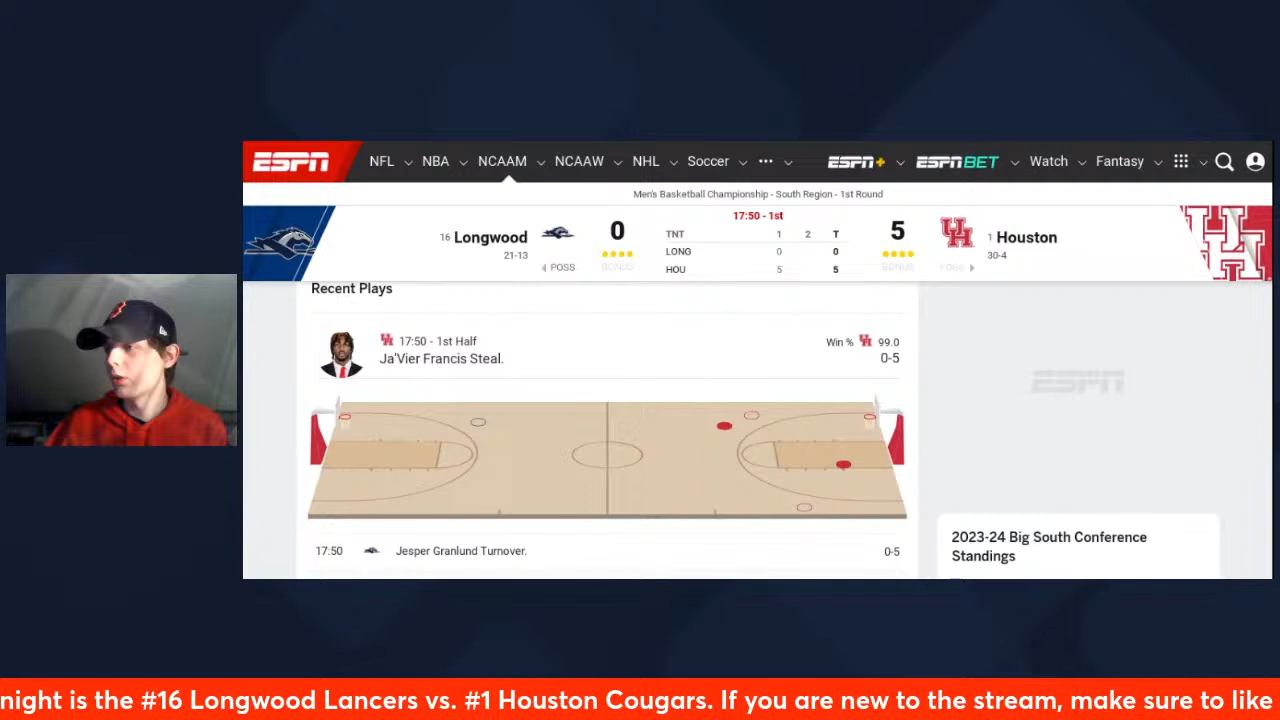 ESPN NFL NBA NCAAM NCAAW NHL Soccer ••• ESPN+ ESPN BET Watch Fantasy
Men's Basketball Championship - South Region - 1st Round
16 Longwood
21-13
POSS
0
BONUS
17:50 - 1st
TNT 1 2 T
LONG 0 0
HOU 5 5
5
BONUS
1 Houston
30-4
POSS
Recent Plays
17:50 - 1st Half
Ja'Vier Francis Steal.
Win % 99.0
0-5
ESPN
17:50 Jesper Granlund Turnover. 0-5
2023-24 Big South Conference
Standings
night is the #16 Longwood Lancers vs. #1 Houston Cougars. If you are new to the stream, make sure to like